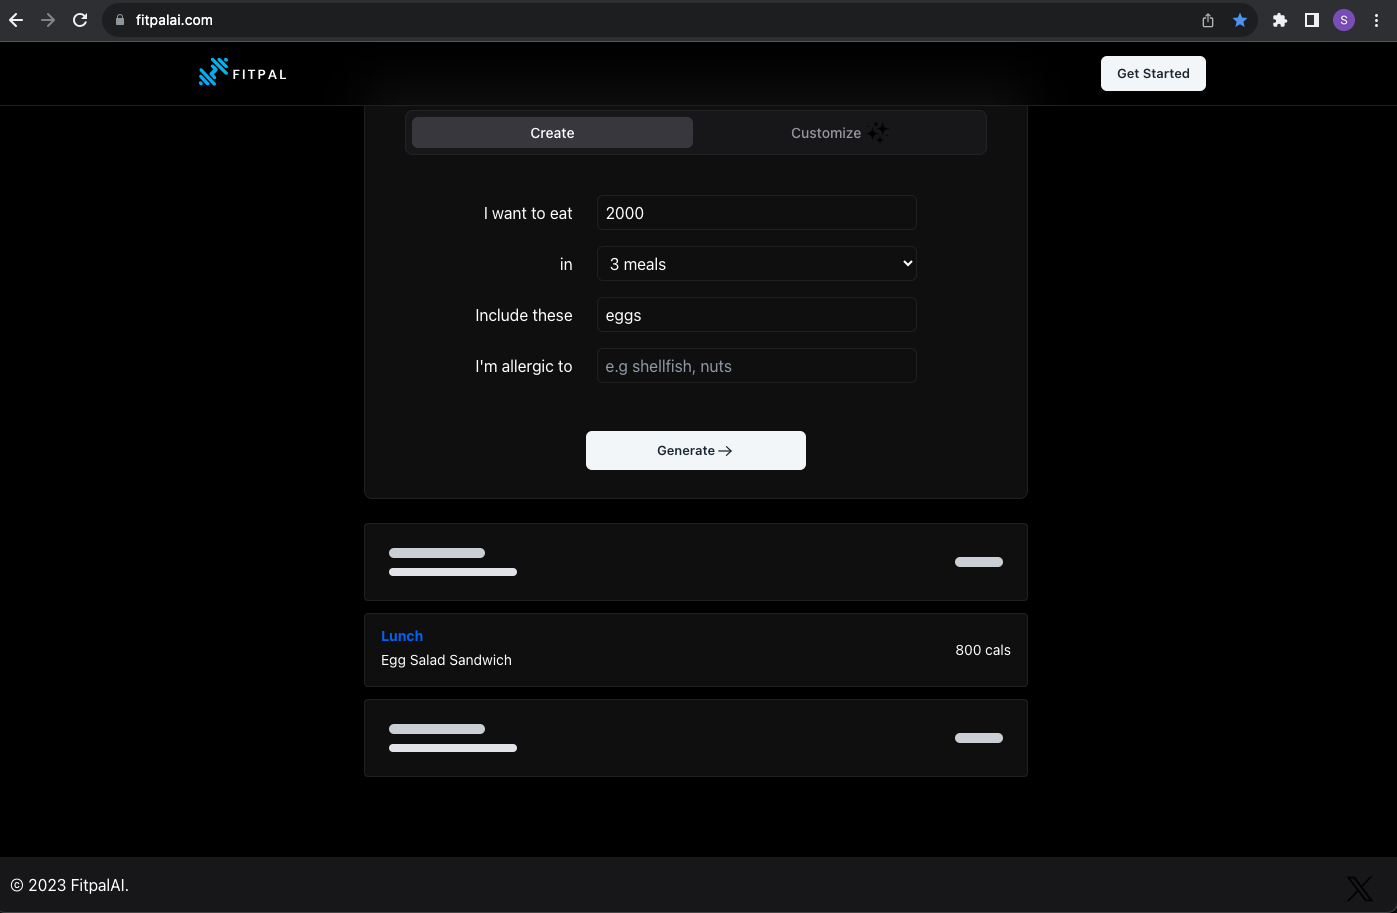 fitpalai.com
S
FITPAL
Get Started
Create
Customize
I want to eat
2000
in
3 meals
Include these
eggs
I'm allergic to
e.g shellfish, nuts
Generate
Lunch
Egg Salad Sandwich
800 cals
© 2023 FitpalAI.